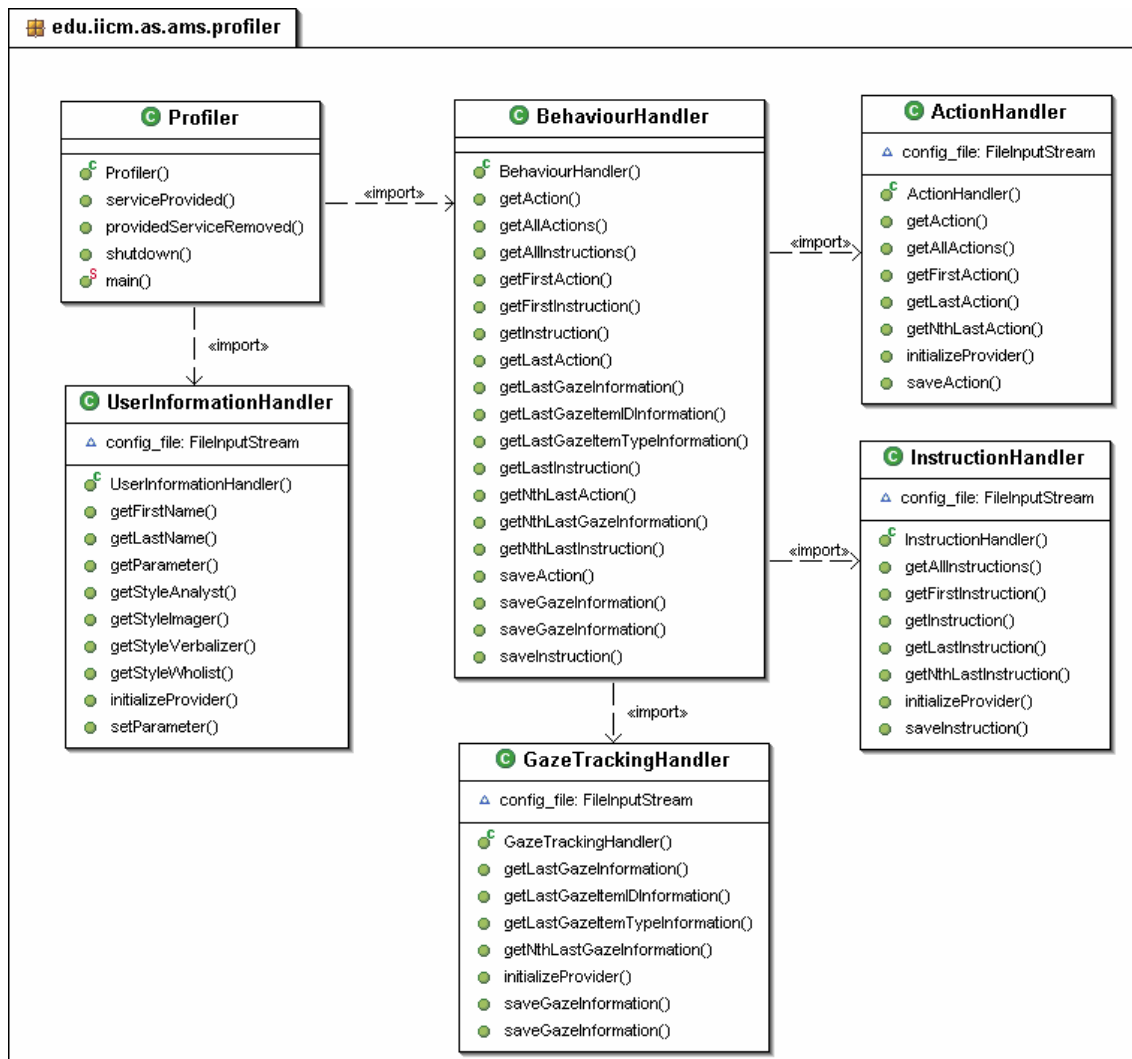 edu.iicm.as.ams.profiler
Profiler
Profiler()
serviceProvided()
providedServiceRemoved()
shutdown()
main()
«import»
«import»
UserInformationHandler
config_file: FileInputStream
UserInformationHandler()
getFirstName()
getLastName()
getParameter()
getStyleAnalyst()
getStyleImager()
getStyleVerbalizer()
getStyleWholist()
initializeProvider()
setParameter()
BehaviourHandler
BehaviourHandler()
getAction()
getAllActions()
getAllInstructions()
getFirstAction()
getFirstInstruction()
getInstruction()
getLastAction()
getLastGazeInformation()
getLastGazeItemIDInformation()
getLastGazeItemTypeInformation()
getLastInstruction()
getNthLastAction()
getNthLastGazeInformation()
getNthLastInstruction()
saveAction()
saveGazeInformation()
saveGazeInformation()
saveInstruction()
«import»
«import»
«import»
ActionHandler
config_file: FileInputStream
ActionHandler()
getAction()
getAllActions()
getFirstAction()
getLastAction()
getNthLastAction()
initializeProvider()
saveAction()
InstructionHandler
config_file: FileInputStream
InstructionHandler()
getAllInstructions()
getFirstInstruction()
getInstruction()
getLastInstruction()
getNthLastInstruction()
initializeProvider()
saveInstruction()
GazeTrackingHandler
config_file: FileInputStream
GazeTrackingHandler()
getLastGazeInformation()
getLastGazeItemIDInformation()
getLastGazeItemTypeInformation()
getNthLastGazeInformation()
initializeProvider()
saveGazeInformation()
saveGazeInformation()